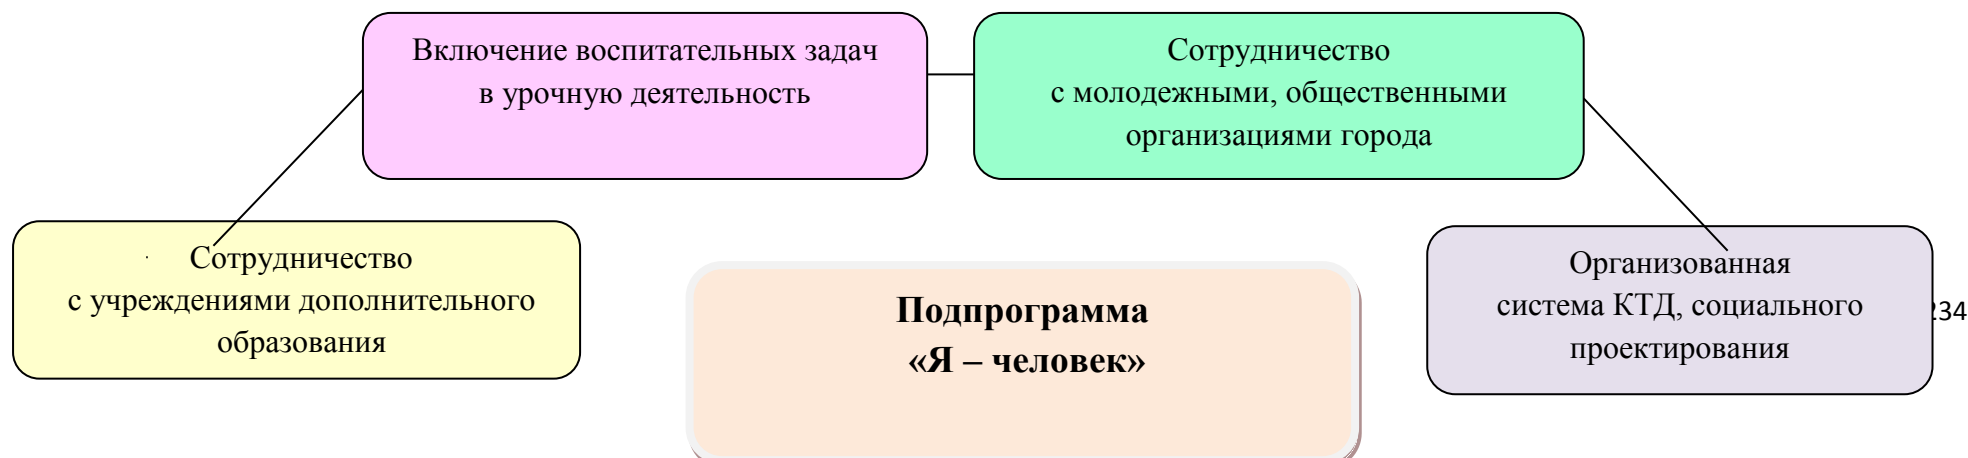 Включение воспитательных задач
в урочную деятельность
Сотрудничество
с молодежными, общественными
организациями города
Сотрудничество
с учреждениями дополнительного
образования
Подпрограмма
«Я – человек»
Организованная
система КТД, социального
проектирования
234